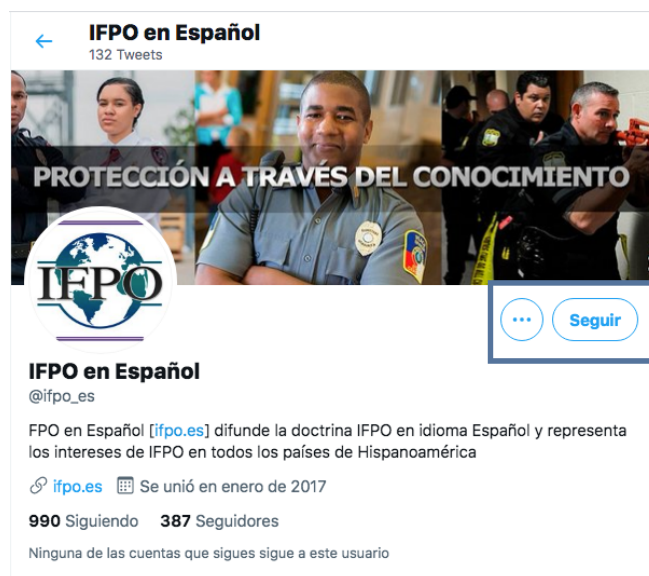 IFPO en Español
132 Tweets
PROTECCIÓN A TRAVÉS DEL CONOCIMIENTO
IFPO
Seguir
IFPO en Español
@ifpo_es
FPO en Español [ifpo.es] difunde la doctrina IFPO en idioma Español y representa
los intereses de IFPO en todos los países de Hispanoamérica
ifpo.es Se unió en enero de 2017
990 Siguiendo 387 Seguidores
Ninguna de las cuentas que sigues sigue a este usuario